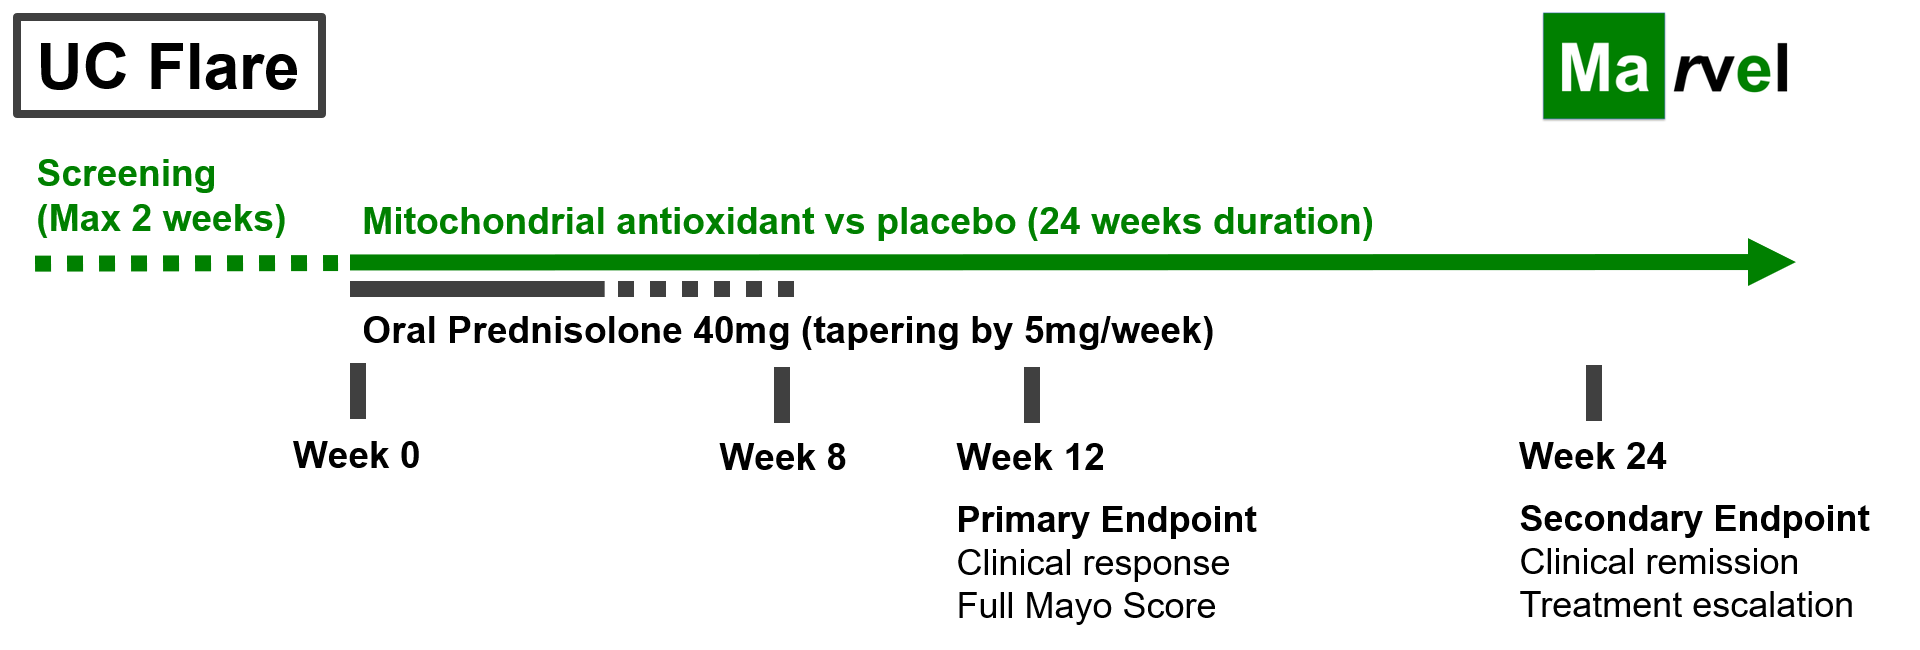 UC Flare
Marvel
Screening
(Max 2 weeks)
Mitochondrial antioxidant vs placebo (24 weeks duration)
Oral Prednisolone 40mg (tapering by 5mg/week)
Week 0
Week 8
Week 12
Week 24
Primary Endpoint
Clinical response
Full Mayo Score
Secondary Endpoint
Clinical remission
Treatment escalation